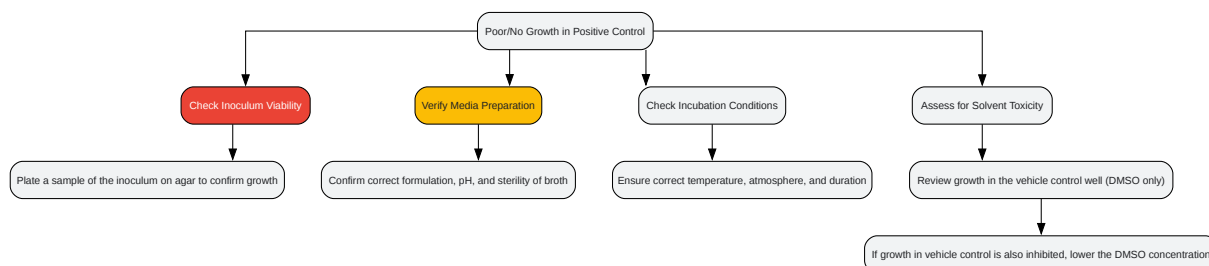 Poor/No Growth in Positive Control
Check Inoculum Viability
Verify Media Preparation
Check Incubation Conditions
Assess for Solvent Toxicity
Plate a sample of the inoculum on agar to confirm growth
Confirm correct formulation, pH, and sterility of broth
Ensure correct temperature, atmosphere, and duration
Review growth in the vehicle control well (DMSO only)
If growth in vehicle control is also inhibited, lower the DMSO concentration